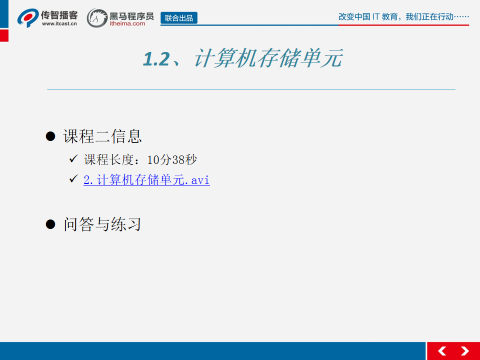 传智播客
www.itcast.cn
黑马程序员
itheima.com
联合出品
改变中国 IT 教育，我们正在行动……
1.2、计算机存储单元
课程二信息
课程长度：10分38秒
2.计算机存储单元.avi
问答与练习